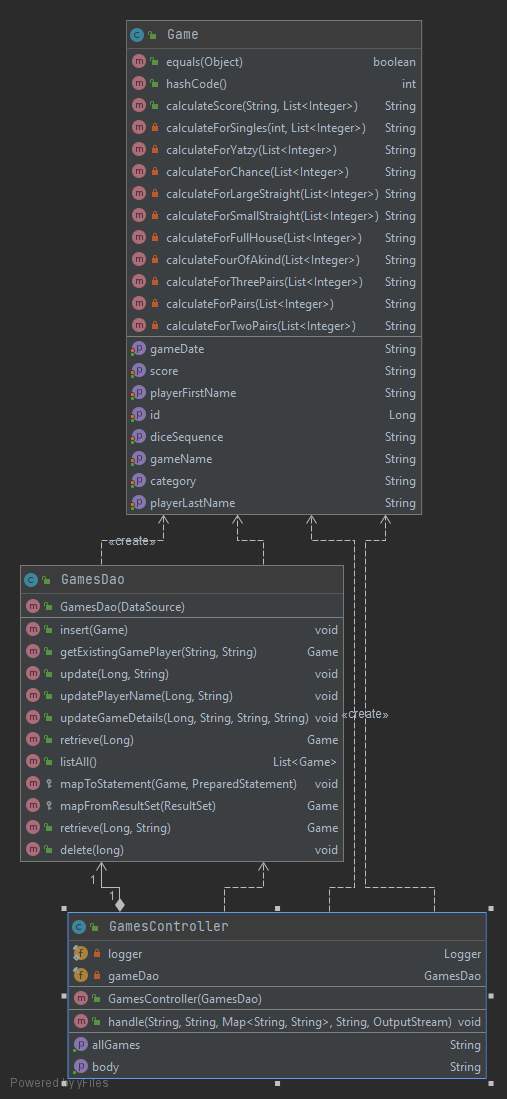 Game
equals(Object) boolean
hashCode() int
calculateScore(String, List<Integer>) String
calculateForSingles(int, List<Integer>) String
calculateForYatzy(List<Integer>) String
calculateForChance(List<Integer>) String
calculateForLargeStraight(List<Integer>) String
calculateForSmallStraight(List<Integer>) String
calculateForFullHouse(List<Integer>) String
calculateFourOfAkind(List<Integer>) String
calculateForThreePairs(List<Integer>) String
calculateForPairs(List<Integer>) String
calculateForTwoPairs(List<Integer>) String
gameDate String
score String
playerFirstName String
id Long
diceSequence String
gameName String
category String
playerLastName String
«create»
GamesDao
GamesDao(DataSource)
insert(Game) void
getExistingGamePlayer(String, String) Game
update(Long, String) void
updatePlayerName(Long, String) void
updateGameDetails(Long, String, String, String) void
«create»
retrieve(Long) Game
listAll() List<Game>
mapToStatement(Game, PreparedStatement) void
mapFromResultSet(ResultSet) Game
retrieve(Long, String) Game
delete(long) void
1
1
GamesController
logger Logger
gameDao GamesDao
GamesController(GamesDao)
handle(String, String, Map<String, String>, String, OutputStream) void
allGames String
body String
Powered by yFiles